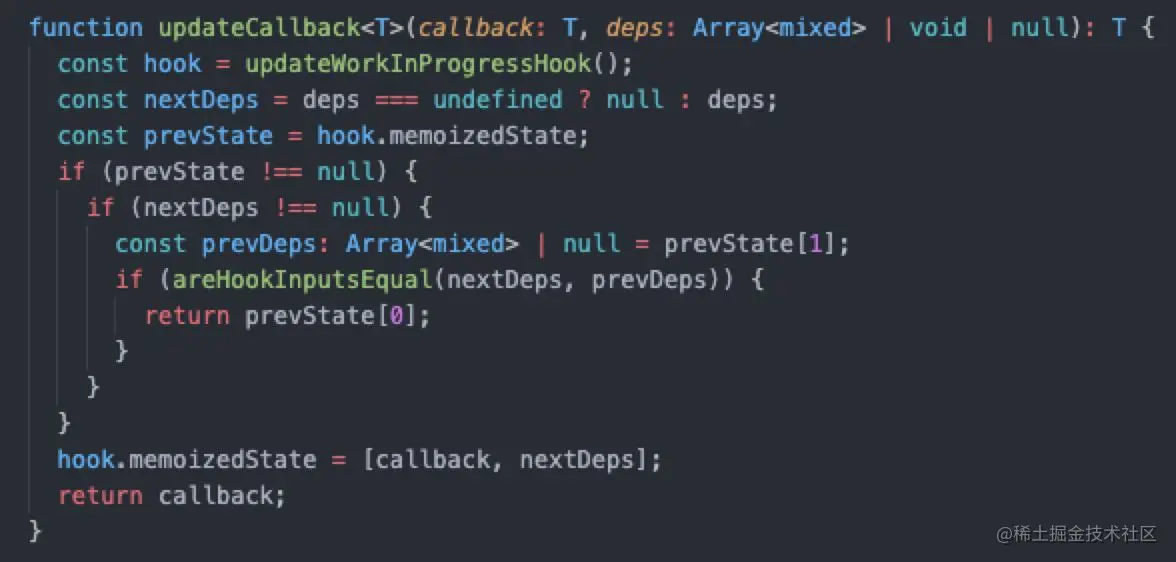 function updateCallback<T>(callback: T, deps: Array<mixed> | void | null): T {
  const hook = updateWorkInProgressHook();
  const nextDeps = deps === undefined ? null : deps;
  const prevState = hook.memoizedState;
  if (prevState !== null) {
    if (nextDeps !== null) {
      const prevDeps: Array<mixed> | null = prevState[1];
      if (areHookInputsEqual(nextDeps, prevDeps)) {
        return prevState[0];
      }
    }
  }
  hook.memoizedState = [callback, nextDeps];
  return callback;
}
@稀土掘金技术社区